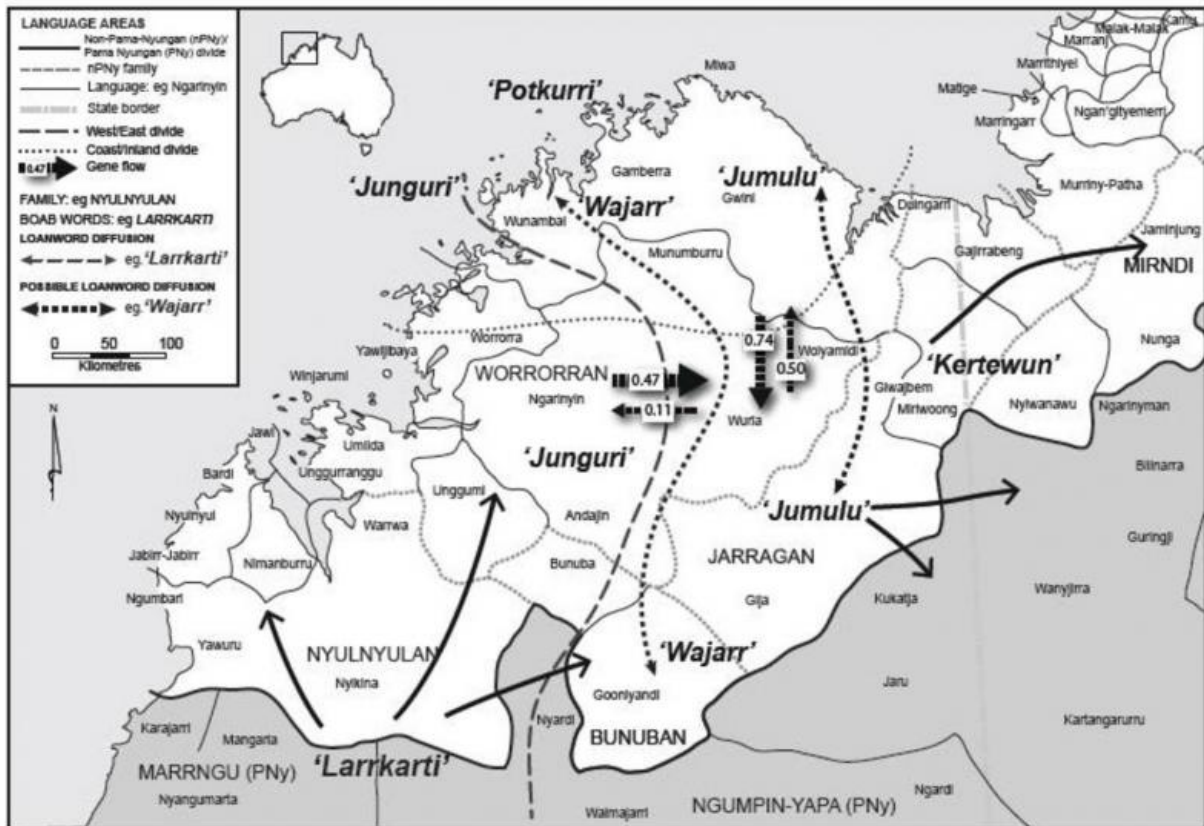 LANGUAGE AREAS
Non-Pama-Nyungan (nPNy)/
Pama Nyungan (PNy) divide
nPNy family
Language: eg Ngarinyin
State border
West/East divide
Coast/Inland divide
0.47 Gene flow
FAMILY: eg NYULNYULAN
BOAB WORDS: eg LARRKARTI
LOANWORD DIFFUSION
eg. 'Larrkarti'
POSSIBLE LOANWORD DIFFUSION
eg. 'Wajarr'
0 50 100
Kilometres
N
Kamu
Malak-Malak
Marranj
Marrithiyel
Matige
Marringarr
Ngan'gityemerri
Murriny-Patha
Jaminjung
MIRNDI
Nunga
Miwa
'Potkurri'
'Junguri'
'Wajarr'
Gamberra
'Jumulu'
Gwini
Wunambal
Munumburru
Doingarri
Gajirrabeng
Worrorra
Yawijibaya
WORRORRAN
Ngarinyin
0.47
0.11
0.74
0.50
Wolyamidi
Wurla
'Kertewun'
Giwajbem
Miriwoong
Nyiwanawu
Ngarinyman
Bilinarra
Guringji
Winjarumi
Jawi
Umiida
Unggurranggu
Bardi
Nyulnyul
Jabirr-Jabirr
Nimanburru
Ngumbarl
Warrwa
Unggumi
'Junguri'
Andajin
Bunuba
'Jumulu'
JARRAGAN
Gija
Kukatja
Wanyjirra
Yawuru
NYULNYULAN
Nyikina
'Wajarr'
Gooniyandi
BUNUBAN
Jaru
Kartangarurru
Karajarri
Mangarla
Nyardi
'Larrkarti'
MARRNGU (PNy)
Nyangumarta
Walmajarri
NGUMPIN-YAPA (PNy)
Ngardi